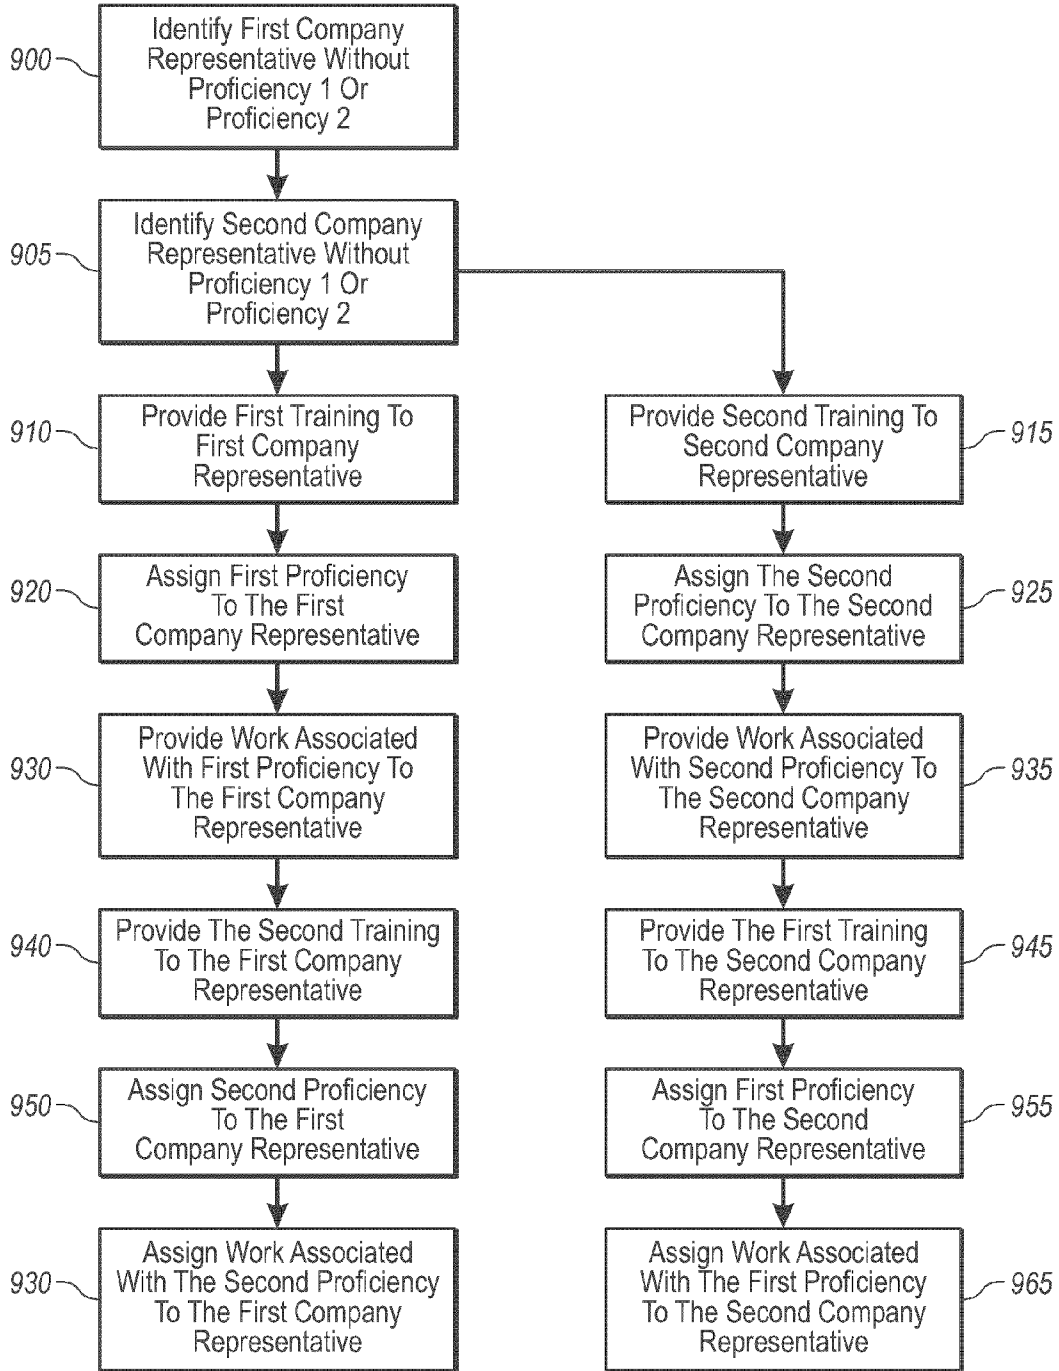 900
Identify First Company
Representative Without
Proficiency 1 Or
Proficiency 2
905
Identify Second Company
Representative Without
Proficiency 1 Or
Proficiency 2
910
Provide First Training To
First Company
Representative
Provide Second Training To
Second Company
Representative
915
920
Assign First Proficiency
To The First
Company Representative
Assign The Second
Proficiency To The Second
Company Representative
925
930
Provide Work Associated
With First Proficiency To
The First Company
Representative
Provide Work Associated
With Second Proficiency To
The Second Company
Representative
935
940
Provide The Second Training
To The First Company
Representative
Provide The First Training
To The Second Company
Representative
945
950
Assign Second Proficiency
To The First
Company Representative
Assign First Proficiency
To The Second
Company Representative
955
930
Assign Work Associated
With The Second Proficiency
To The First Company
Representative
Assign Work Associated
With The First Proficiency
To The Second Company
Representative
965